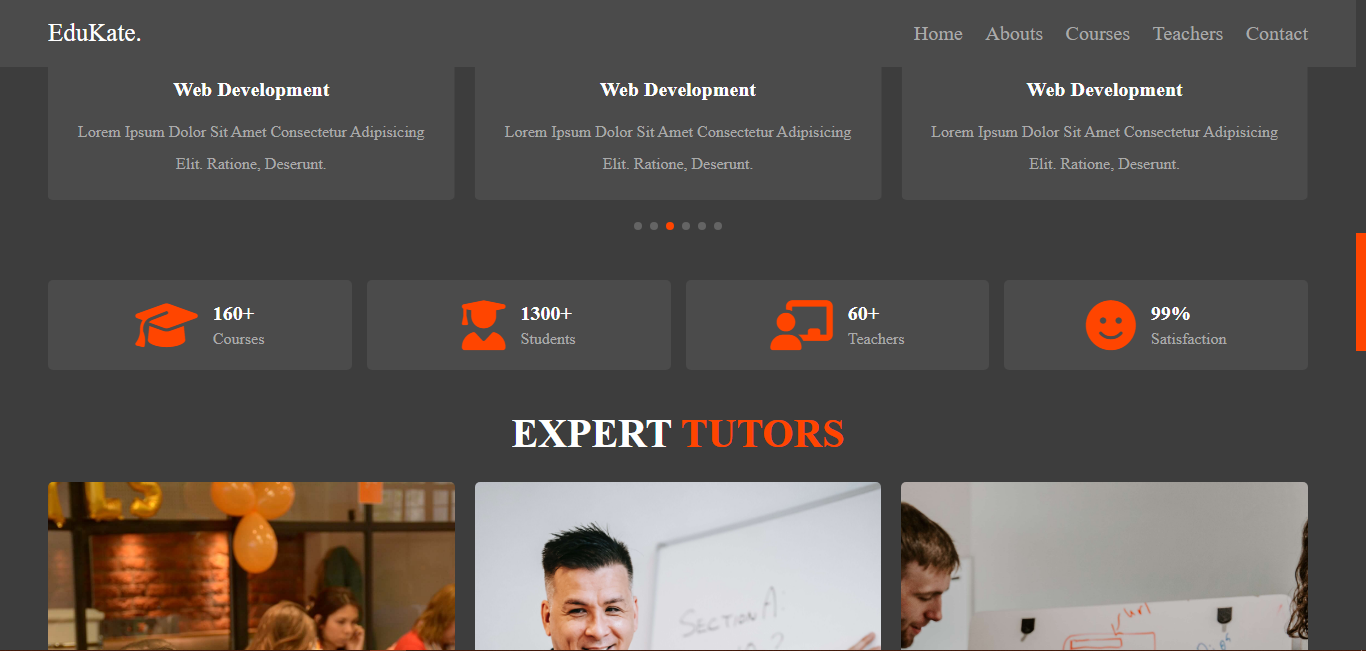 EduKate.
Home Abouts Courses Teachers Contact
Web Development
Lorem Ipsum Dolor Sit Amet Consectetur Adipisicing
Elit. Ratione, Deserunt.
Web Development
Lorem Ipsum Dolor Sit Amet Consectetur Adipisicing
Elit. Ratione, Deserunt.
Web Development
Lorem Ipsum Dolor Sit Amet Consectetur Adipisicing
Elit. Ratione, Deserunt.
160+
Courses
1300+
Students
60+
Teachers
99%
Satisfaction
EXPERT TUTORS
LS
SECTION A:
url